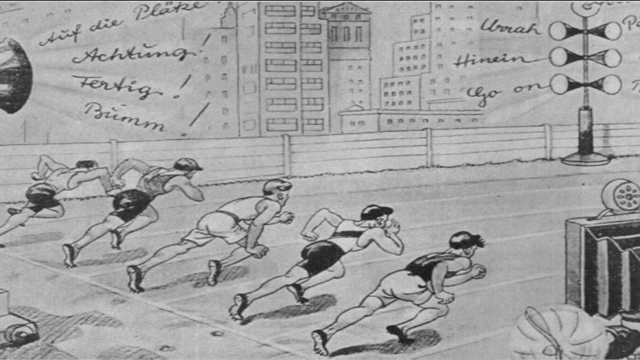 Auf die Plätze
Achtung!
Fertig!
Bumm
Urrah
Hinein
Go on